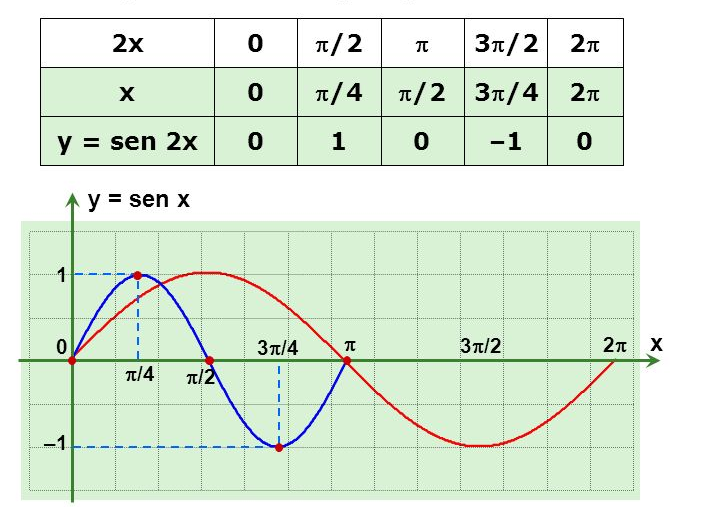 2x 0 π/2 π 3π/2 2π
x 0 π/4 π/2 3π/4 2π
y = sen 2x 0 1 0 –1 0
y = sen x
1
0 3π/4 π 3π/2 2π x
π/4 π/2
–1